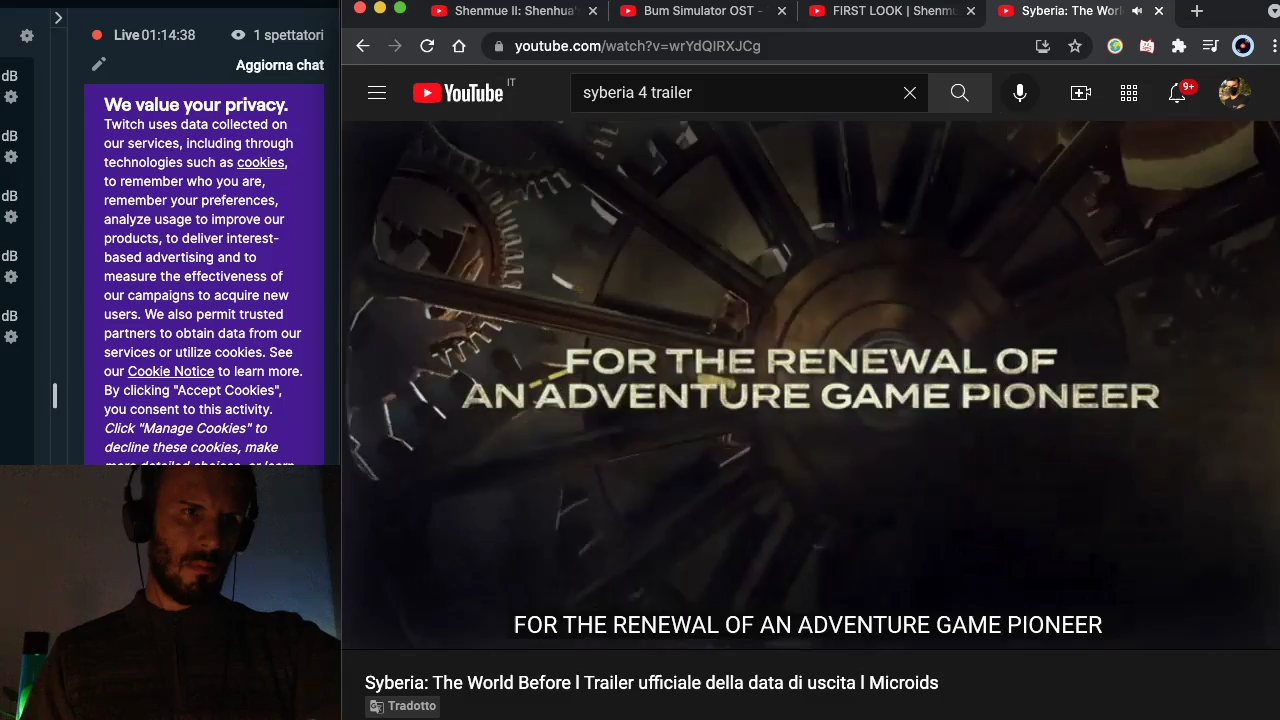 Shenmue II: Shenhua's
Bum Simulator OST -
FIRST LOOK | Shenmu
Syberia: The Worl
youtube.com/watch?v=wrYdQIRXJCg
Live 01:14:38
1 spettatori
Aggiorna chat
dB
dB
dB
dB
dB
We value your privacy.
Twitch uses data collected on
our services, including through
technologies such as cookies,
to remember who you are,
remember your preferences,
analyze usage to improve our
products, to deliver interest-
based advertising and to
measure the effectiveness of
our campaigns to acquire new
users. We also permit trusted
partners to obtain data from our
services or utilize cookies. See
our Cookie Notice to learn more.
By clicking "Accept Cookies",
you consent to this activity.
Click "Manage Cookies" to
decline these cookies, make
more detailed choices, or learn
YouTube IT
syberia 4 trailer
9+
FOR THE RENEWAL OF
AN ADVENTURE GAME PIONEER
FOR THE RENEWAL OF AN ADVENTURE GAME PIONEER
Syberia: The World Before l Trailer ufficiale della data di uscita l Microids
Tradotto